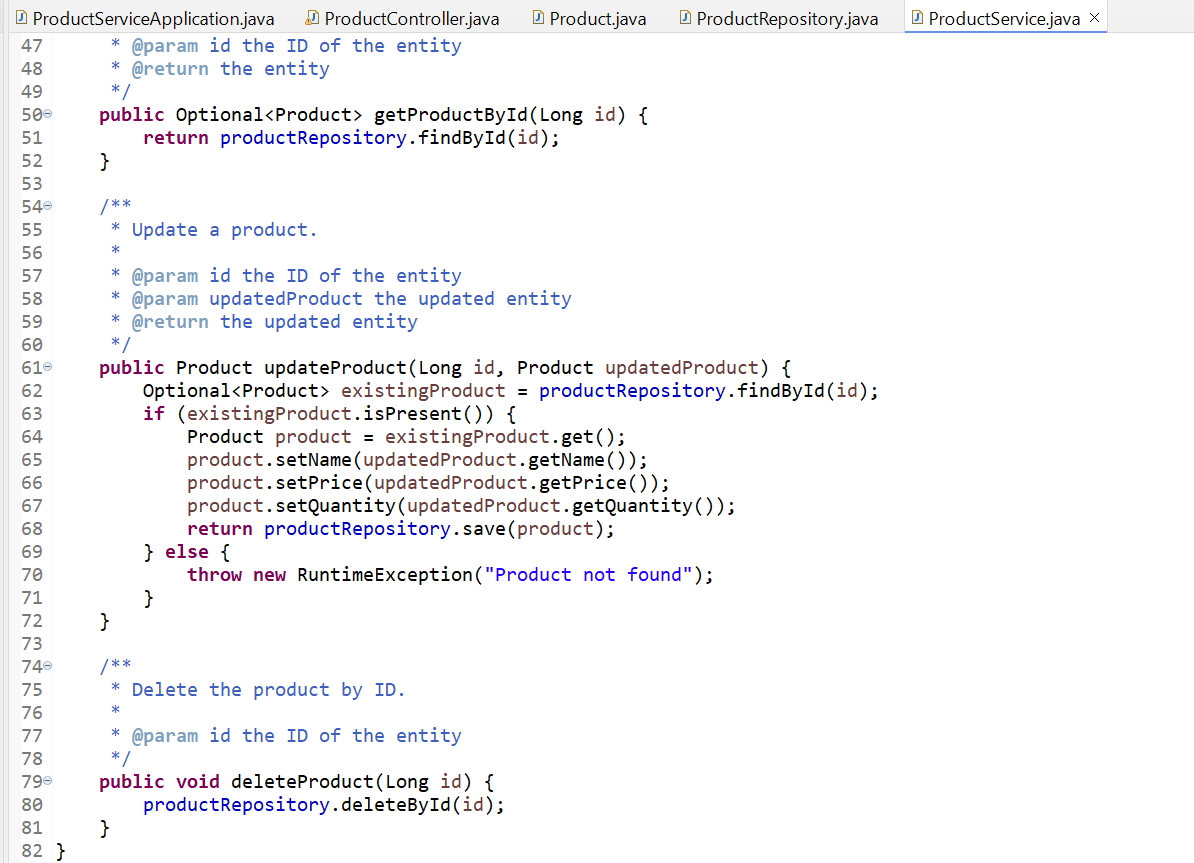 ProductServiceApplication.java ProductController.java Product.java ProductRepository.java ProductService.java
47 * @param id the ID of the entity
48 * @return the entity
49 */
50 public Optional<Product> getProductById(Long id) {
51 return productRepository.findById(id);
52 }
53
54 /**
55 * Update a product.
56 *
57 * @param id the ID of the entity
58 * @param updatedProduct the updated entity
59 * @return the updated entity
60 */
61 public Product updateProduct(Long id, Product updatedProduct) {
62 Optional<Product> existingProduct = productRepository.findById(id);
63 if (existingProduct.isPresent()) {
64 Product product = existingProduct.get();
65 product.setName(updatedProduct.getName());
66 product.setPrice(updatedProduct.getPrice());
67 product.setQuantity(updatedProduct.getQuantity());
68 return productRepository.save(product);
69 } else {
70 throw new RuntimeException("Product not found");
71 }
72 }
73
74 /**
75 * Delete the product by ID.
76 *
77 * @param id the ID of the entity
78 */
79 public void deleteProduct(Long id) {
80 productRepository.deleteById(id);
81 }
82 }